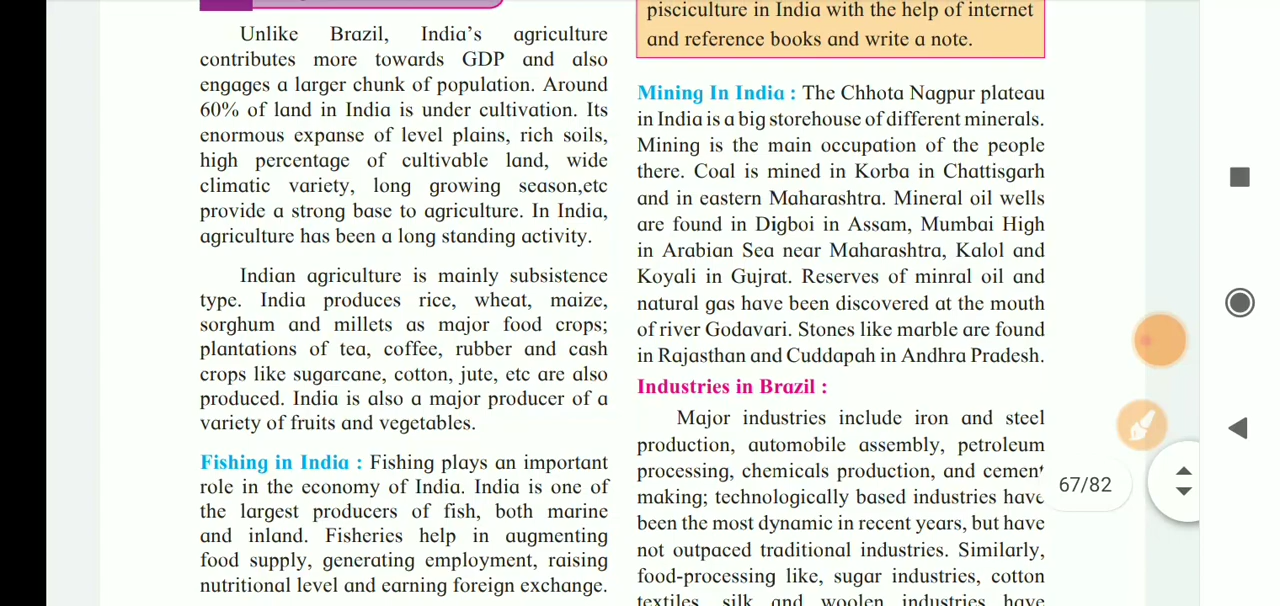 Unlike Brazil, India's agriculture
contributes more towards GDP and also
engages a larger chunk of population. Around
60% of land in India is under cultivation. Its
enormous expanse of level plains, rich soils,
high percentage of cultivable land, wide
climatic variety, long growing season,etc
provide a strong base to agriculture. In India,
agriculture has been a long standing activity.
Indian agriculture is mainly subsistence
type. India produces rice, wheat, maize,
sorghum and millets as major food crops;
plantations of tea, coffee, rubber and cash
crops like sugarcane, cotton, jute, etc are also
produced. India is also a major producer of a
variety of fruits and vegetables.
Fishing in India : Fishing plays an important
role in the economy of India. India is one of
the largest producers of fish, both marine
and inland. Fisheries help in augmenting
food supply, generating employment, raising
nutritional level and earning foreign exchange.
pisciculture in India with the help of internet
and reference books and write a note.
Mining In India : The Chhota Nagpur plateau
in India is a big storehouse of different minerals.
Mining is the main occupation of the people
there. Coal is mined in Korba in Chattisgarh
and in eastern Maharashtra. Mineral oil wells
are found in Digboi in Assam, Mumbai High
in Arabian Sea near Maharashtra, Kalol and
Koyali in Gujrat. Reserves of minral oil and
natural gas have been discovered at the mouth
of river Godavari. Stones like marble are found
in Rajasthan and Cuddapah in Andhra Pradesh.
Industries in Brazil :
Major industries include iron and steel
production, automobile assembly, petroleum
processing, chemicals production, and cement
making; technologically based industries have
been the most dynamic in recent years, but have
not outpaced traditional industries. Similarly,
food-processing like, sugar industries, cotton
textiles, silk and woolen industries have
67/82